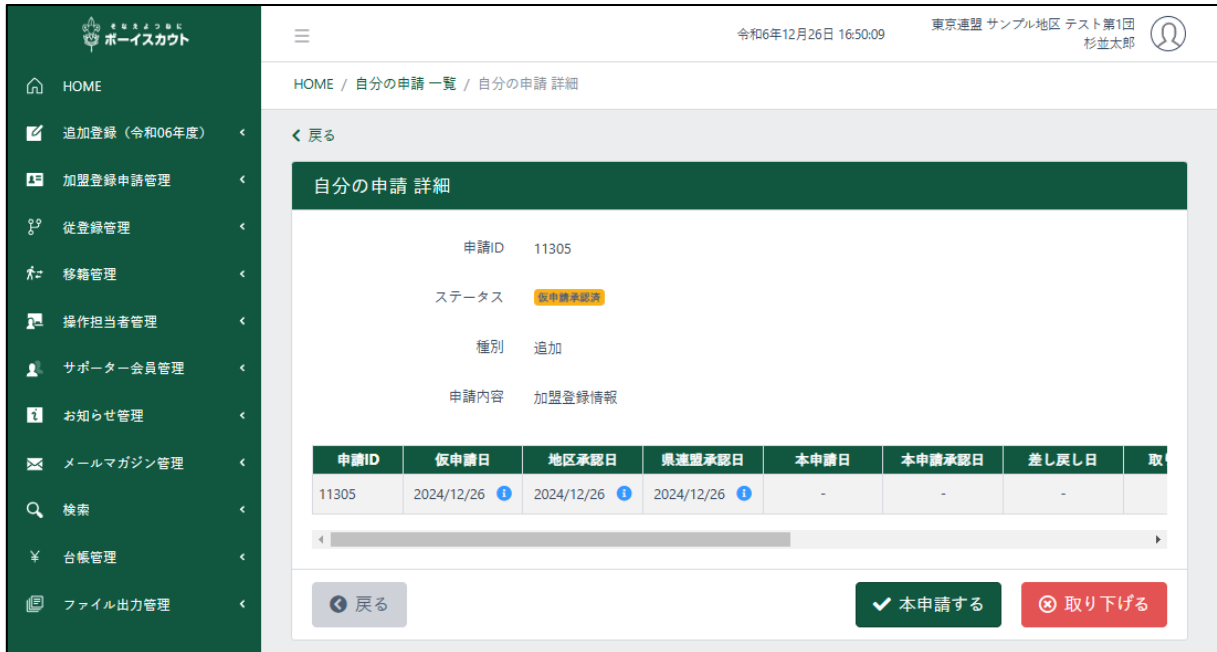 そなえよつねに
ボーイスカウト
令和6年12月26日 16:50:09
東京連盟 サンプル地区 テスト第1団
杉並太郎
HOME
追加登録（令和06年度）
加盟登録申請管理
従登録管理
移籍管理
操作担当者管理
サポーター会員管理
お知らせ管理
メールマガジン管理
検索
台帳管理
ファイル出力管理
HOME / 自分の申請 一覧 / 自分の申請 詳細
戻る
自分の申請 詳細
申請ID 11305
ステータス 仮申請承認済
種別 追加
申請内容 加盟登録情報
申請ID 仮申請日 地区承認日 県連盟承認日 本申請日 本申請承認日 差し戻し日 取
11305 2024/12/26 2024/12/26 2024/12/26 - - -
戻る 本申請する 取り下げる